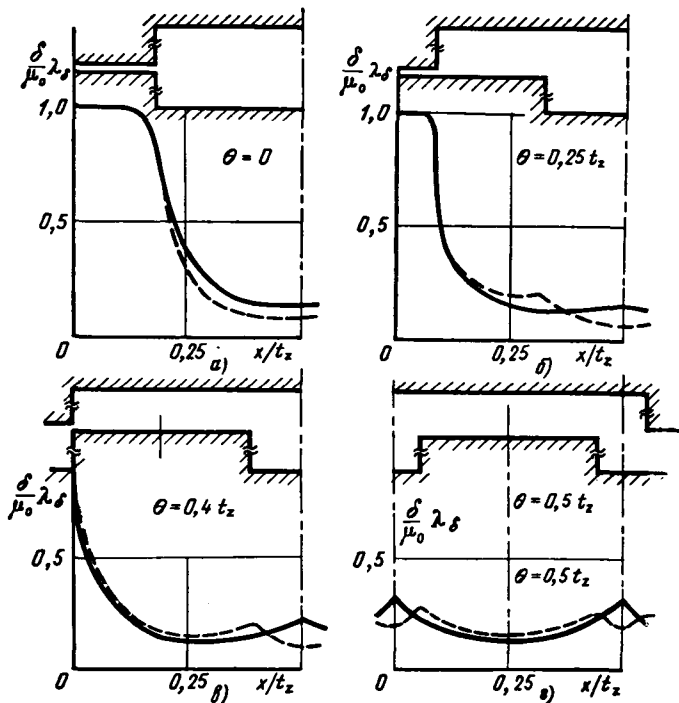 δ/μ₀ λδ
1,0
θ = 0
0,5
0
0,25
x/tz
а)
δ/μ₀ λδ
1,0
θ = 0,25 tz
0,5
0
0,25
x/tz
б)
δ/μ₀ λδ
θ = 0,4 tz
0,5
0
0,25
x/tz
в)
θ = 0,5 tz
δ/μ₀ λδ
0,5
θ = 0,5 tz
0
0,25
x/tz
г)